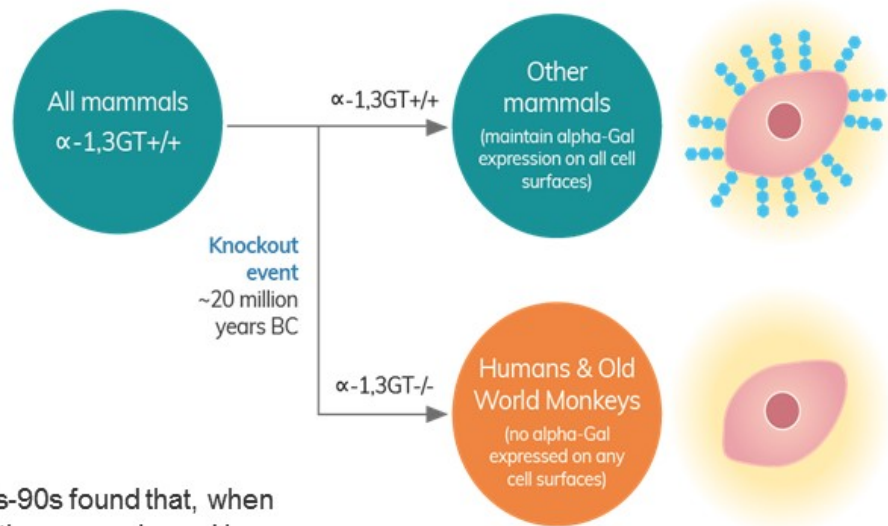 All mammals
∝-1,3GT+/+
∝-1,3GT+/+
Other
mammals
(maintain alpha-Gal
expression on all cell
surfaces)
Knockout
event
~20 million
years BC
∝-1,3GT-/-
Humans & Old
World Monkeys
(no alpha-Gal
expressed on any
cell surfaces)
s-90s found that, when